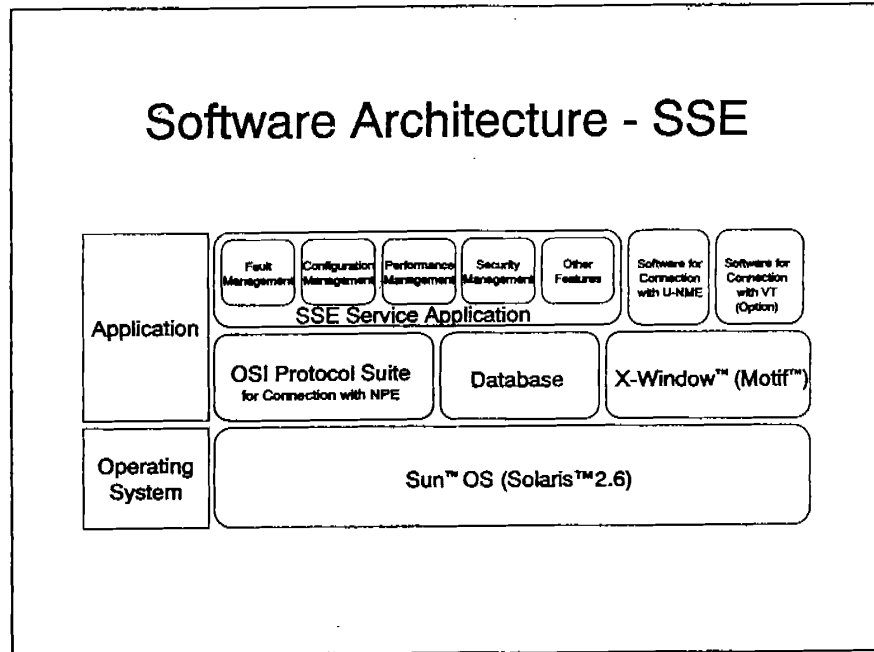 Software Architecture - SSE
Application
Fault
Management
Configuration
Management
Performance
Management
Security
Management
Other
Features
SSE Service Application
Software for
Connection
with U-NME
Software for
Connection
with VT
(Option)
OSI Protocol Suite
for Connection with NPE
Database
X-Window™ (Motif™)
Operating
System
Sun™ OS (Solaris™2.6)